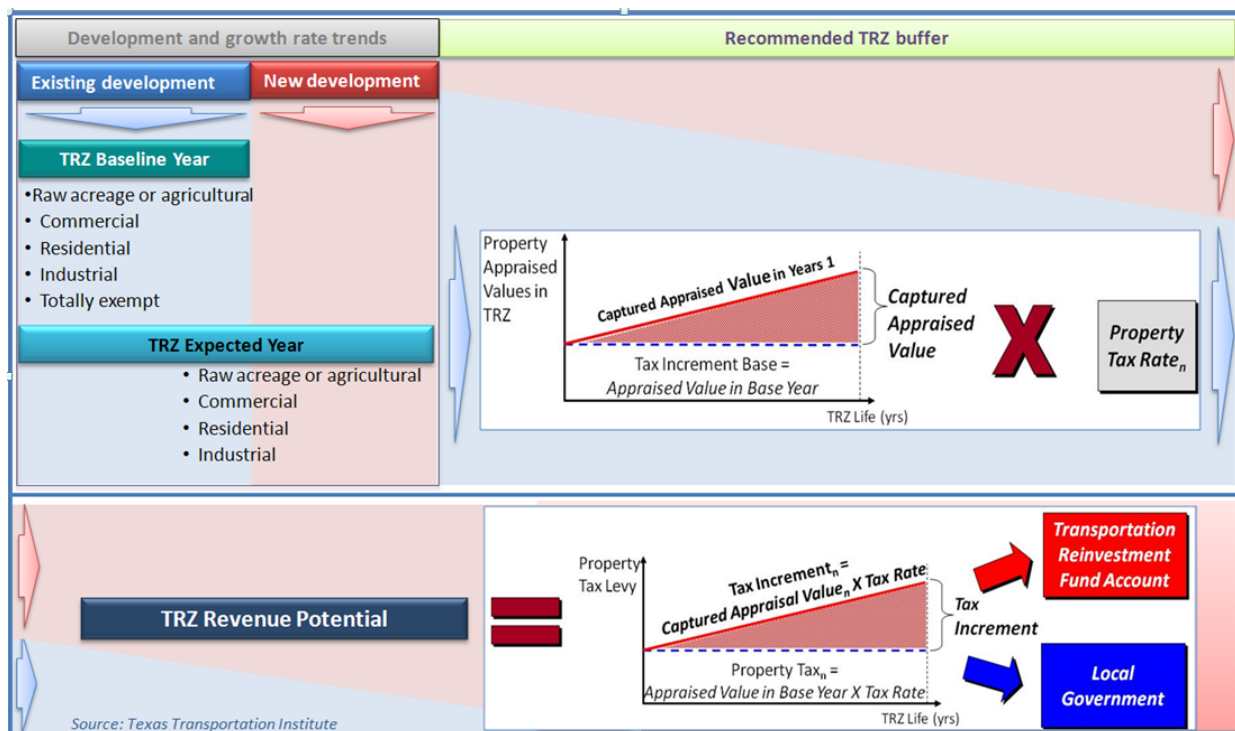 Development and growth rate trends
Recommended TRZ buffer
Existing development
New development
TRZ Baseline Year
•Raw acreage or agricultural
• Commercial
• Residential
• Industrial
• Totally exempt
TRZ Expected Year
• Raw acreage or agricultural
• Commercial
• Residential
• Industrial
Property
Appraised
Values in
TRZ
Captured Appraised Value in Years 1
Tax Increment Base =
Appraised Value in Base Year
TRZ Life (yrs)
Captured
Appraised
Value
X
Property
Tax Rateₙ
TRZ Revenue Potential
Property
Tax Levy
Tax Incrementₙ =
Captured Appraisal Valueₙ X Tax Rate
Property Taxₙ =
Appraised Value in Base Year X Tax Rate
TRZ Life (yrs)
Tax
Increment
Transportation
Reinvestment
Fund Account
Local
Government
Source: Texas Transportation Institute